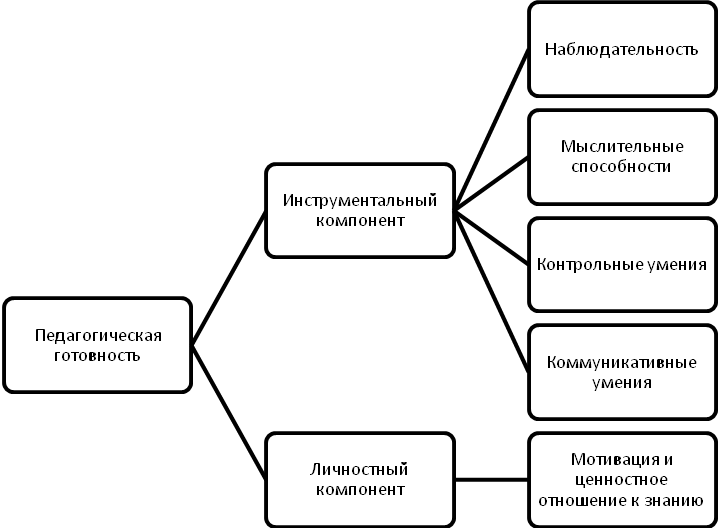 Наблюдательность
Мыслительные
способности
Инструментальный
компонент
Контрольные умения
Педагогическая
готовность
Коммуникативные
умения
Личностный
компонент
Мотивация и
ценностное
отношение к знанию